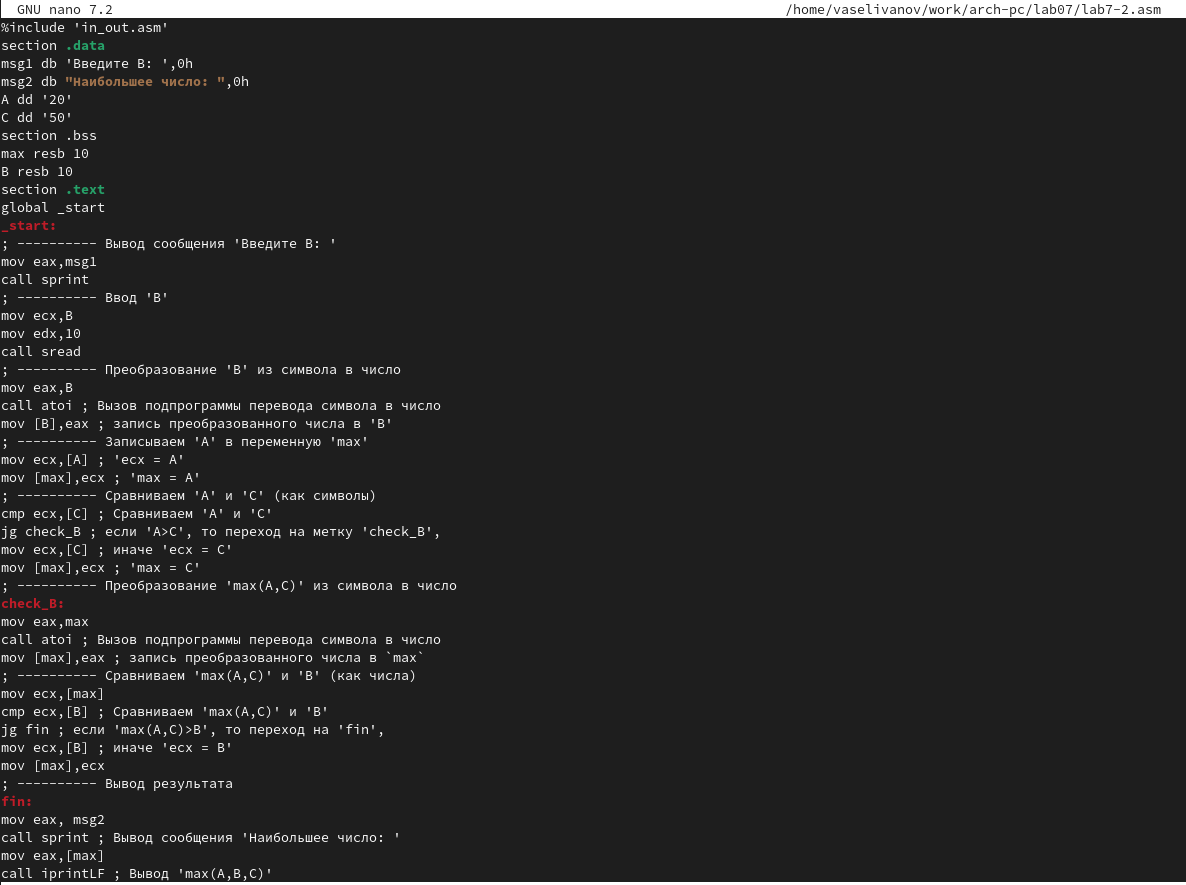 GNU nano 7.2 /home/vaselivanov/work/arch-pc/lab07/lab7-2.asm
%include 'in_out.asm'
section .data
msg1 db 'Введите B: ',0h
msg2 db "Наибольшее число: ",0h
A dd '20'
C dd '50'
section .bss
max resb 10
B resb 10
section .text
global _start
_start:
; ---------- Вывод сообщения 'Введите B: '
mov eax,msg1
call sprint
; ---------- Ввод 'B'
mov ecx,B
mov edx,10
call sread
; ---------- Преобразование 'B' из символа в число
mov eax,B
call atoi ; Вызов подпрограммы перевода символа в число
mov [B],eax ; запись преобразованного числа в 'B'
; ---------- Записываем 'A' в переменную 'max'
mov ecx,[A] ; 'ecx = A'
mov [max],ecx ; 'max = A'
; ---------- Сравниваем 'A' и 'С' (как символы)
cmp ecx,[C] ; Сравниваем 'A' и 'С'
jg check_B ; если 'A>C', то переход на метку 'check_B',
mov ecx,[C] ; иначе 'ecx = C'
mov [max],ecx ; 'max = C'
; ---------- Преобразование 'max(A,C)' из символа в число
check_B:
mov eax,max
call atoi ; Вызов подпрограммы перевода символа в число
mov [max],eax ; запись преобразованного числа в `max`
; ---------- Сравниваем 'max(A,C)' и 'B' (как числа)
mov ecx,[max]
cmp ecx,[B] ; Сравниваем 'max(A,C)' и 'B'
jg fin ; если 'max(A,C)>B', то переход на 'fin',
mov ecx,[B] ; иначе 'ecx = B'
mov [max],ecx
; ---------- Вывод результата
fin:
mov eax, msg2
call sprint ; Вывод сообщения 'Наибольшее число: '
mov eax,[max]
call iprintLF ; Вывод 'max(A,B,C)'